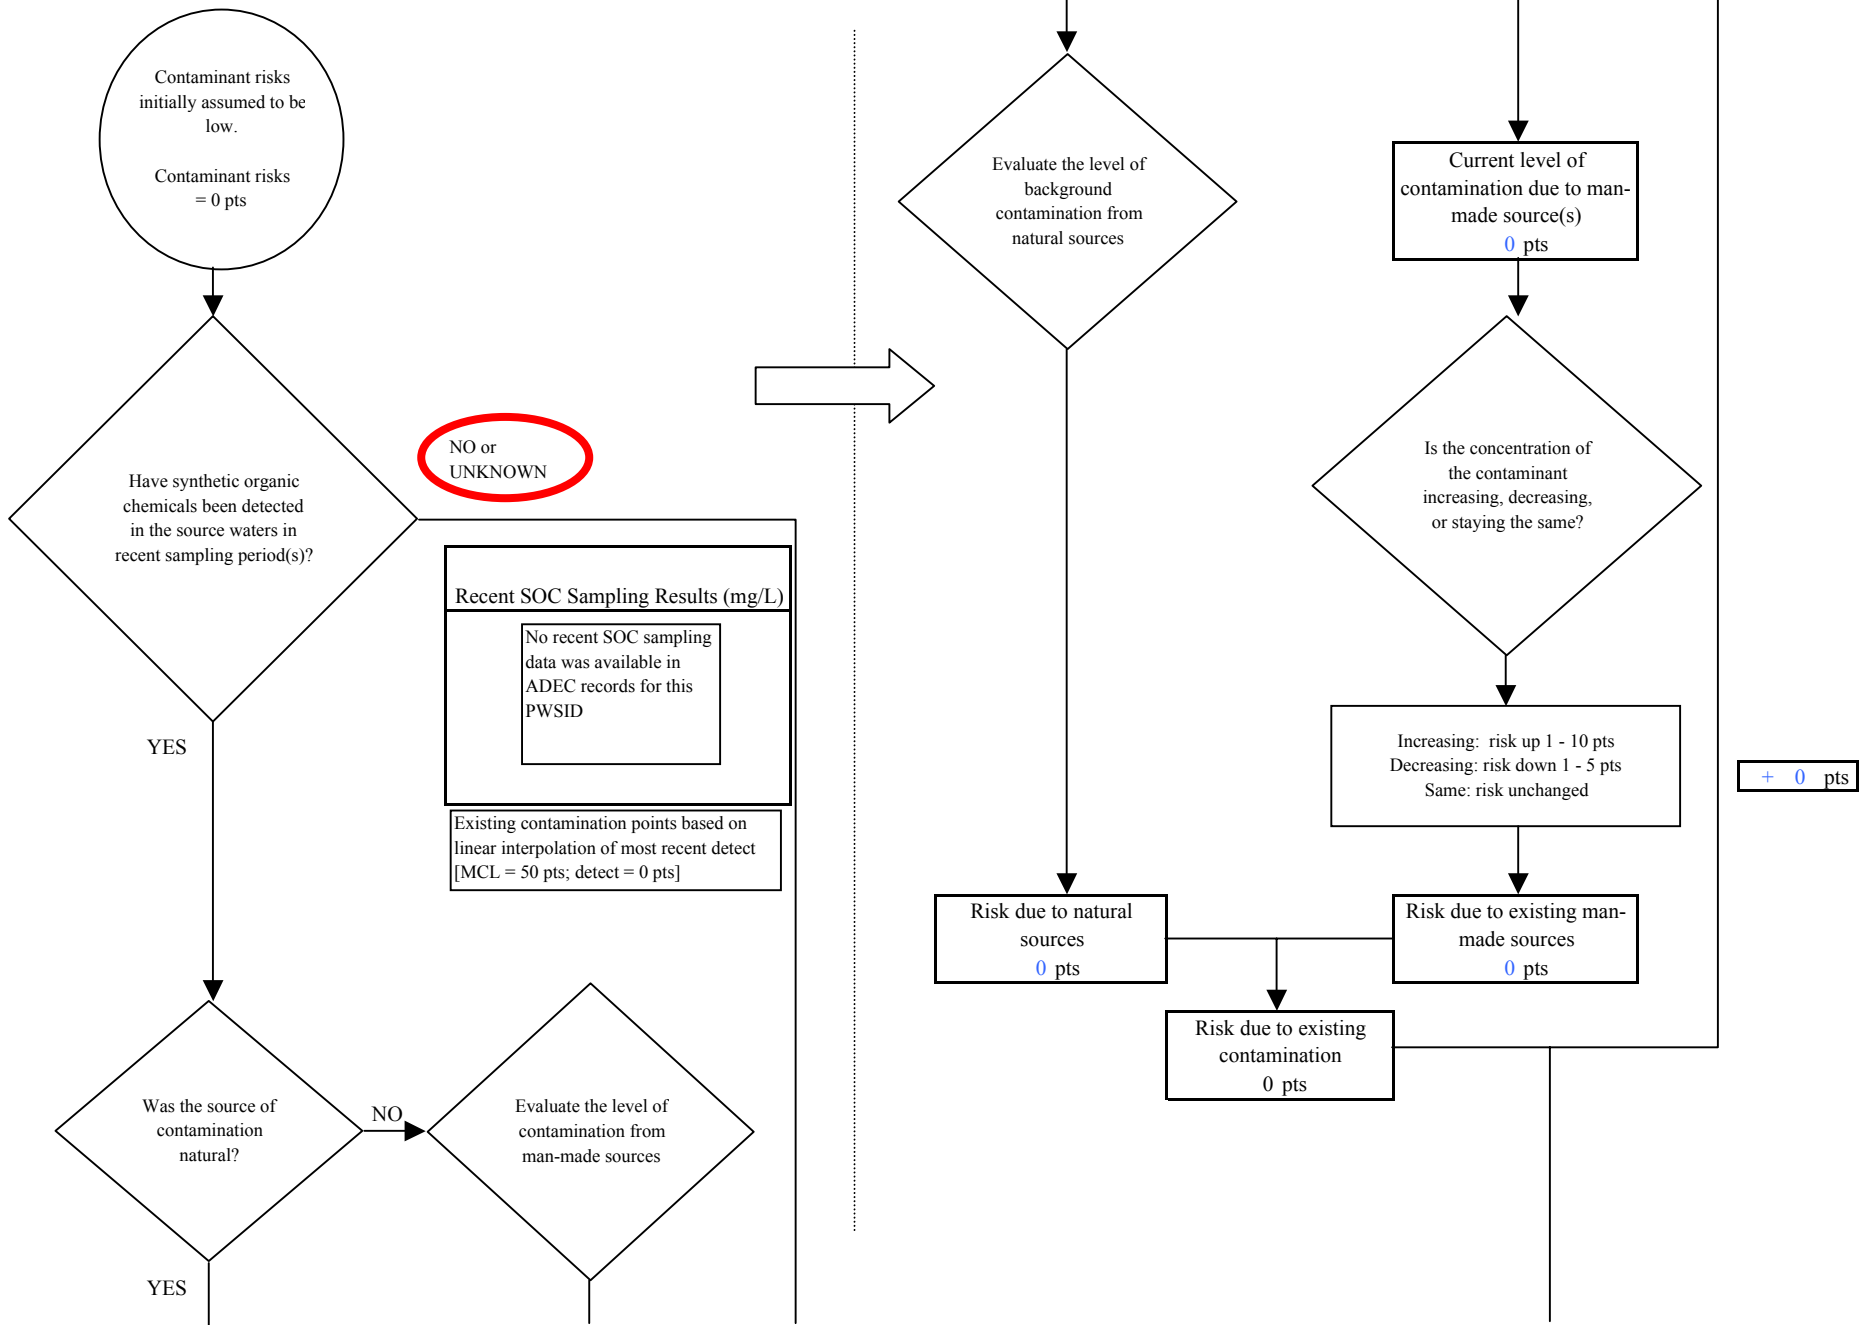 Contaminant risks
initially assumed to be
low.
Contaminant risks
= 0 pts
Have synthetic organic
chemicals been detected
in the source waters in
recent sampling period(s)?
NO or
UNKNOWN
Recent SOC Sampling Results (mg/L)
No recent SOC sampling
data was available in
ADEC records for this
PWSID
YES
Existing contamination points based on
linear interpolation of most recent detect
[MCL = 50 pts; detect = 0 pts]
Was the source of
contamination
natural?
NO
Evaluate the level of
contamination from
man-made sources
YES
Evaluate the level of
background
contamination from
natural sources
Current level of
contamination due to man-
made source(s)
0 pts
Is the concentration of
the contaminant
increasing, decreasing,
or staying the same?
Increasing: risk up 1 - 10 pts
Decreasing: risk down 1 - 5 pts
Same: risk unchanged
+ 0 pts
Risk due to natural
sources
0 pts
Risk due to existing man-
made sources
0 pts
Risk due to existing
contamination
0 pts